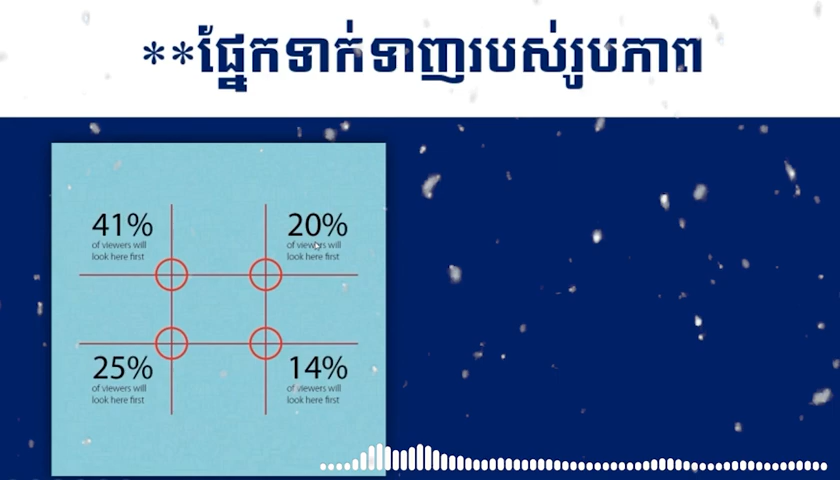 **ផ្នែកទាក់ទាញរបស់រូបភាព
41%
of viewers will
look here first
20%
of viewers will
look here first
25%
of viewers will
look here first
14%
of viewers will
look here first